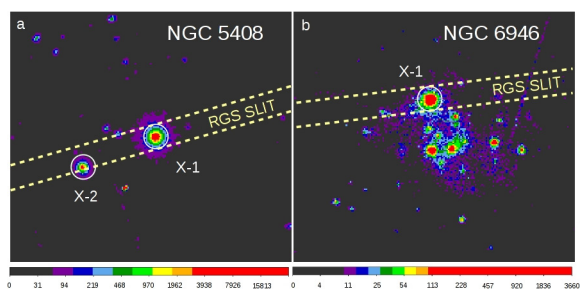 a
NGC 5408
RGS SLIT
X-1
X-2
0 31 94 219 468 970 1962 3938 7926 15813
b
NGC 6946
X-1
RGS SLIT
0 4 11 25 54 113 228 457 920 1836 3660